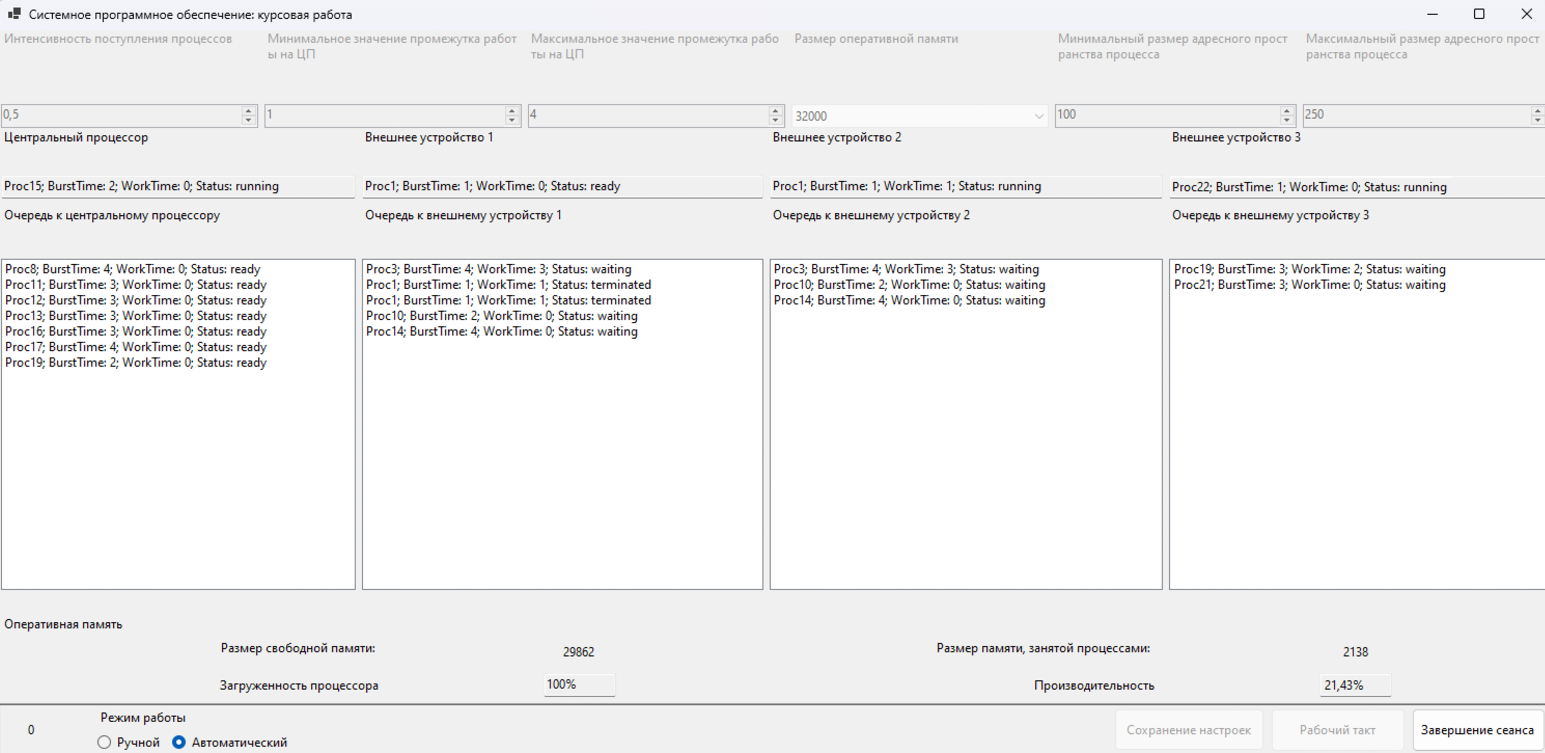 Системное программное обеспечение: курсовая работа
Интенсивность поступления процессов
Минимальное значение промежутка работ
ы на ЦП
Максимальное значение промежутка рабо
ты на ЦП
Размер оперативной памяти
Минимальный размер адресного прост
ранства процесса
Максимальный размер адресного прост
ранства процесса
0,5
1
4
32000
100
250
Центральный процессор
Внешнее устройство 1
Внешнее устройство 2
Внешнее устройство 3
Proc15; BurstTime: 2; WorkTime: 0; Status: running
Proc1; BurstTime: 1; WorkTime: 0; Status: ready
Proc1; BurstTime: 1; WorkTime: 1; Status: running
Proc22; BurstTime: 1; WorkTime: 0; Status: running
Очередь к центральному процессору
Очередь к внешнему устройству 1
Очередь к внешнему устройству 2
Очередь к внешнему устройству 3
Proc8; BurstTime: 4; WorkTime: 0; Status: ready
Proc11; BurstTime: 3; WorkTime: 0; Status: ready
Proc12; BurstTime: 3; WorkTime: 0; Status: ready
Proc13; BurstTime: 3; WorkTime: 0; Status: ready
Proc16; BurstTime: 3; WorkTime: 0; Status: ready
Proc17; BurstTime: 4; WorkTime: 0; Status: ready
Proc19; BurstTime: 2; WorkTime: 0; Status: ready
Proc3; BurstTime: 4; WorkTime: 3; Status: waiting
Proc1; BurstTime: 1; WorkTime: 1; Status: terminated
Proc1; BurstTime: 1; WorkTime: 1; Status: terminated
Proc10; BurstTime: 2; WorkTime: 0; Status: waiting
Proc14; BurstTime: 4; WorkTime: 0; Status: waiting
Proc3; BurstTime: 4; WorkTime: 3; Status: waiting
Proc10; BurstTime: 2; WorkTime: 0; Status: waiting
Proc14; BurstTime: 4; WorkTime: 0; Status: waiting
Proc19; BurstTime: 3; WorkTime: 2; Status: waiting
Proc21; BurstTime: 3; WorkTime: 0; Status: waiting
Оперативная память
Размер свободной памяти:
29862
Размер памяти, занятой процессами:
2138
Загруженность процессора
100%
Производительность
21,43%
0
Режим работы
Ручной
Автоматический
Сохранение настроек
Рабочий такт
Завершение сеанса